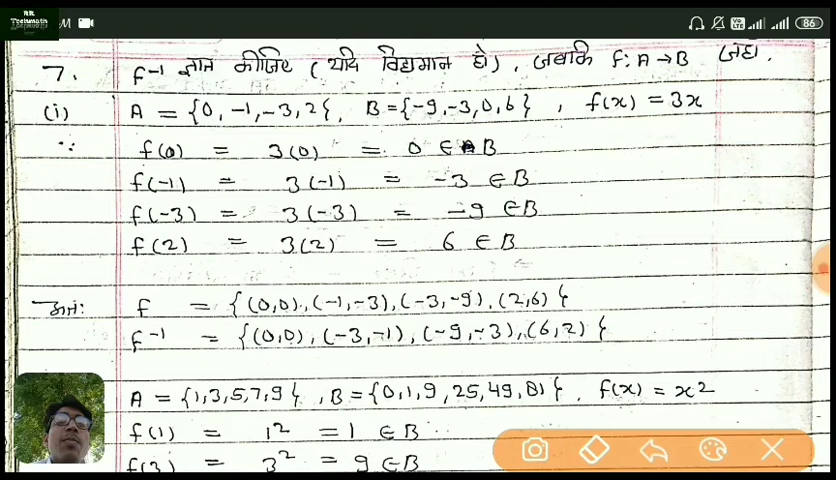 RR
Teekmath M
86
7. f⁻¹ ज्ञात कीजिए (यदि विद्यमान हो), जबकि f: A→B जहां.
(i) A = {0, -1, -3, 2}, B={-9, -3, 0, 6}, f(x) = 3x
∵ f(0) = 3(0) = 0 ∈ B
f(-1) = 3(-1) = -3 ∈ B
f(-3) = 3(-3) = -9 ∈ B
f(2) = 3(2) = 6 ∈ B
अतः f = {(0,0), (-1,-3), (-3,-9), (2,6)}
f⁻¹ = {(0,0), (-3,-1), (-9,-3), (6,2)}
A = {1,3,5,7,9}, B={0,1,9,25,49,81}, f(x) = x²
f(1) = 1² = 1 ∈ B
f(3) = 3² = 9 ∈ B